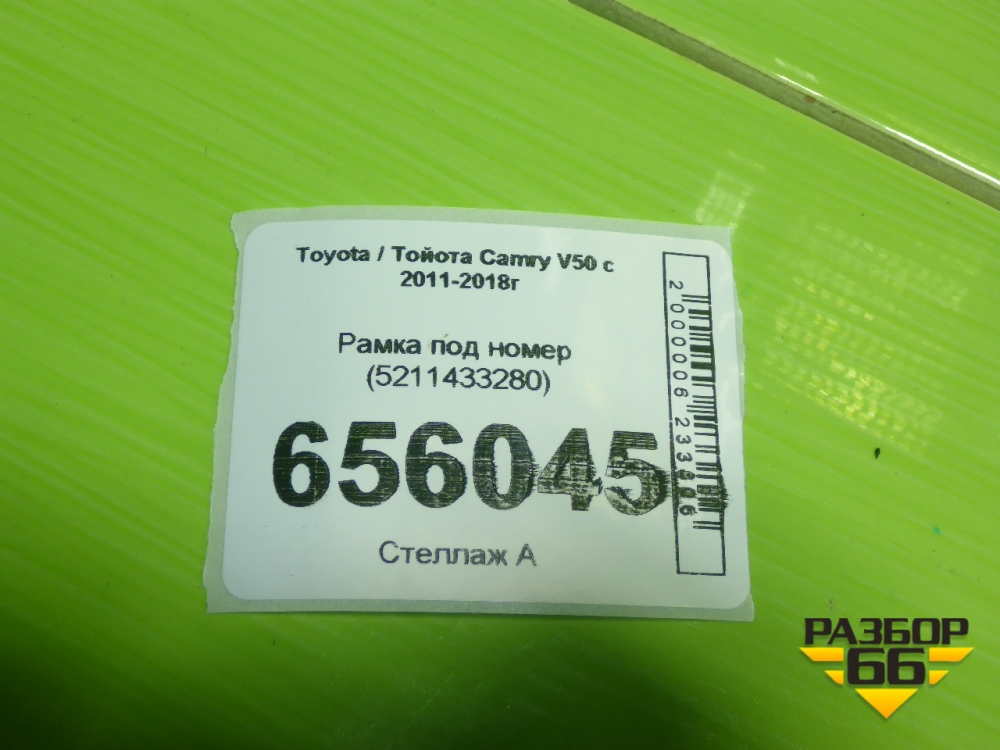 Toyota / Тойота Camry V50 с
2011-2018г
Рамка под номер
(5211433280)
656045
Стеллаж А
РАЗБОР
66